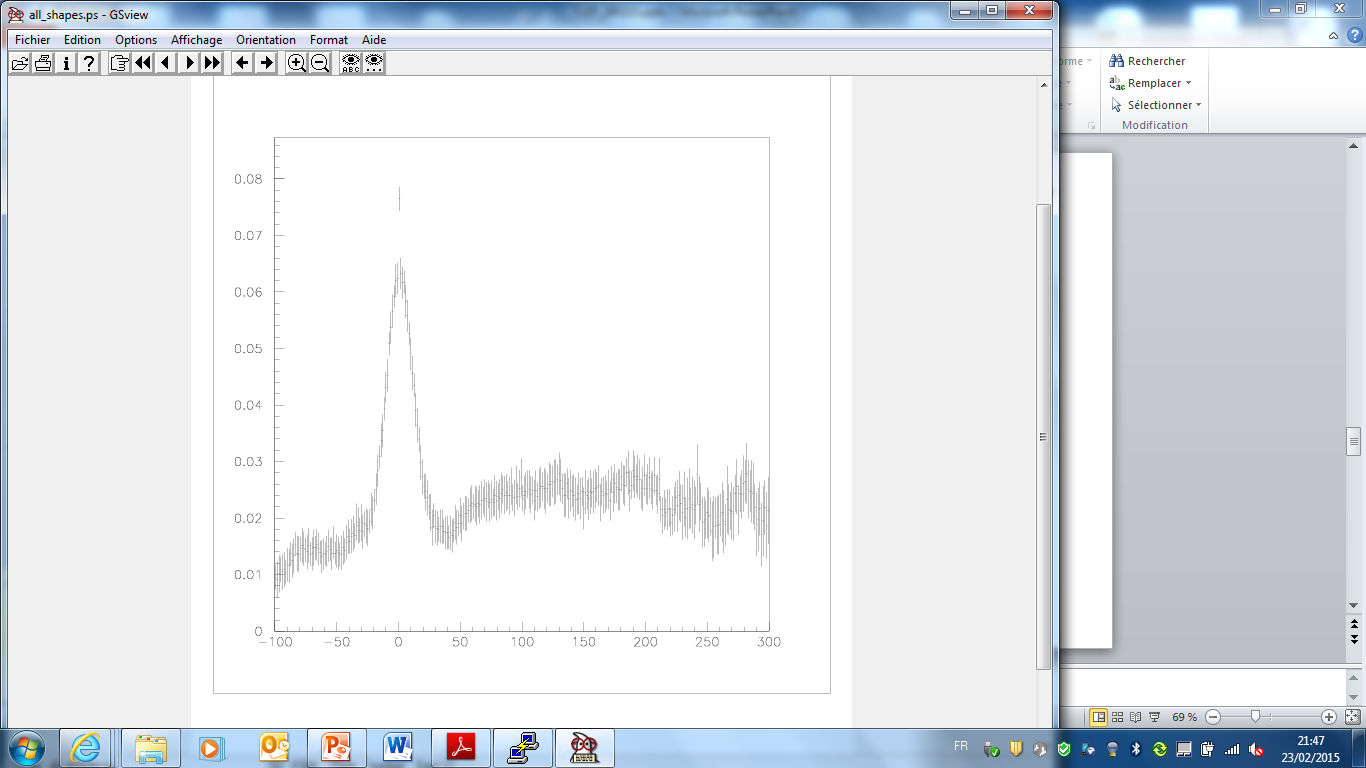 all_shapes.ps - GSview
Fichier Edition Options Affichage Orientation Format Aide
ABC
orme
Rechercher
Remplacer
Sélectionner
Modification
0.08
0.07
0.06
0.05
0.04
0.03
0.02
0.01
0
−100 −50 0 50 100 150 200 250 300
69 %
FR
21:47
23/02/2015